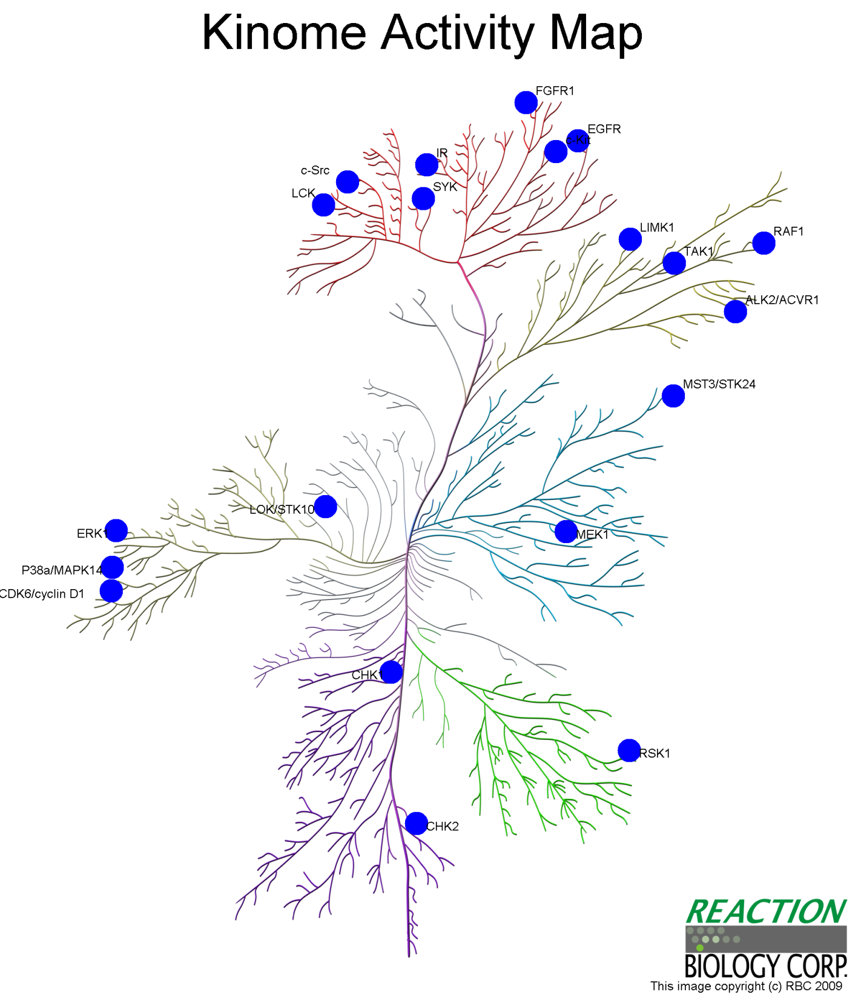 Kinome Activity Map
FGFR1
EGFR
c-Kit
IR
c-Src
SYK
LCK
LIMK1
RAF1
TAK1
ALK2/ACVR1
MST3/STK24
LOK/STK10
ERK1
MEK1
P38a/MAPK14
CDK6/cyclin D1
CHK1
RSK1
CHK2
REACTION
BIOLOGY CORP.
This image copyright (c) RBC 2009